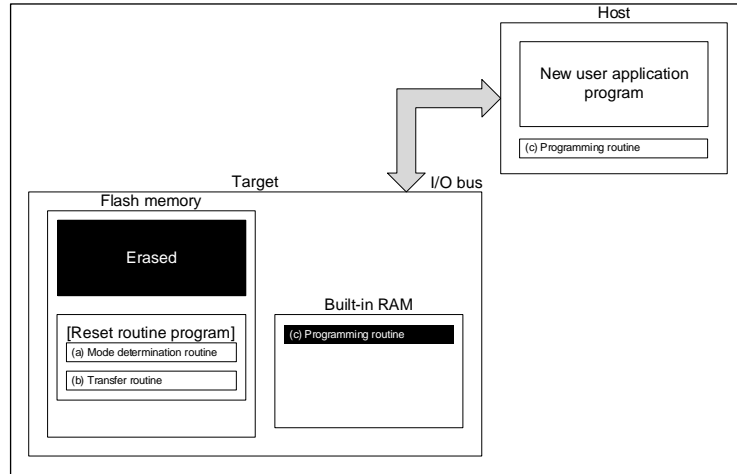 Host
New user application
program
(c) Programming routine
Target
I/O bus
Flash memory
Erased
Built-in RAM
[Reset routine program]
(c) Programming routine
(a) Mode determination routine
(b) Transfer routine